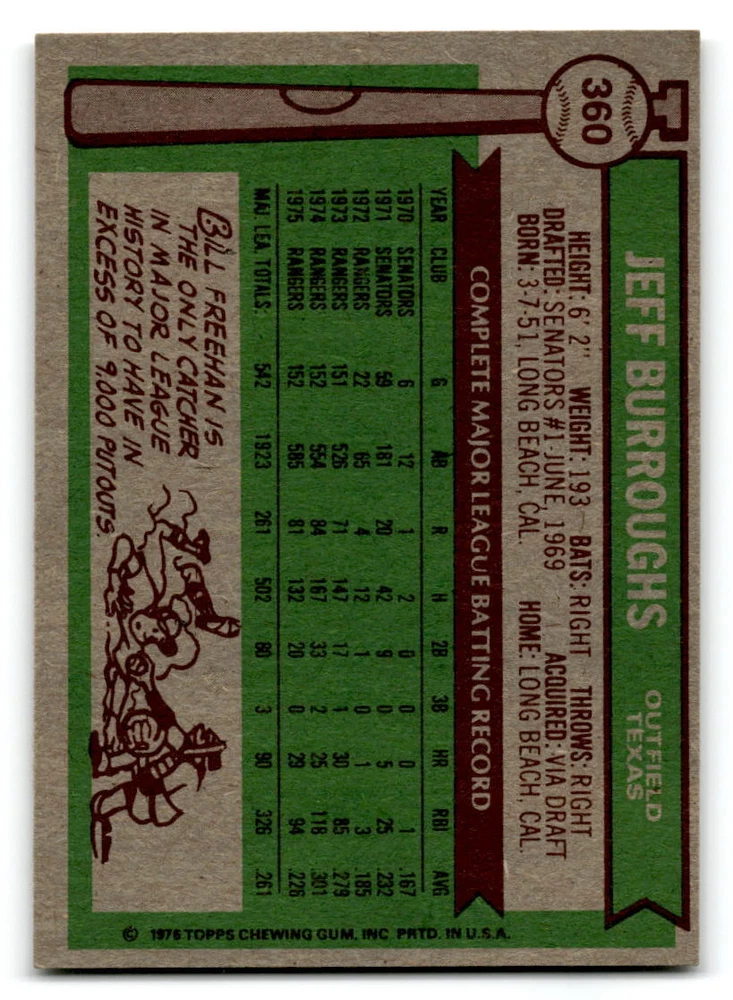 360
JEFF BURROUGHS
OUTFIELD
TEXAS
HEIGHT: 6' 2" WEIGHT: 193 BATS: RIGHT THROWS: RIGHT
DRAFTED: SENATORS #1-JUNE, 1969 ACQUIRED: VIA DRAFT
BORN: 3-7-51, LONG BEACH, CAL. HOME: LONG BEACH, CAL.
COMPLETE MAJOR LEAGUE BATTING RECORD
YEAR CLUB G AB R H 2B 3B HR RBI AVG
1970 SENATORS 6 12 1 2 0 0 0 1 .167
1971 SENATORS 59 181 20 42 9 0 5 25 .232
1972 RANGERS 22 65 4 12 1 0 1 3 .185
1973 RANGERS 151 526 71 147 17 1 30 85 .279
1974 RANGERS 152 554 84 167 33 2 25 118 .301
1975 RANGERS 152 585 81 132 20 0 29 94 .226
MAJ. LEA. TOTALS: 542 1923 261 502 80 3 90 326 .261
BILL FREEHAN IS
THE ONLY CATCHER
IN MAJOR LEAGUE
HISTORY TO HAVE IN
EXCESS OF 9,000 PUTOUTS.
© 1976 TOPPS CHEWING GUM, INC. PRTD. IN U.S.A.